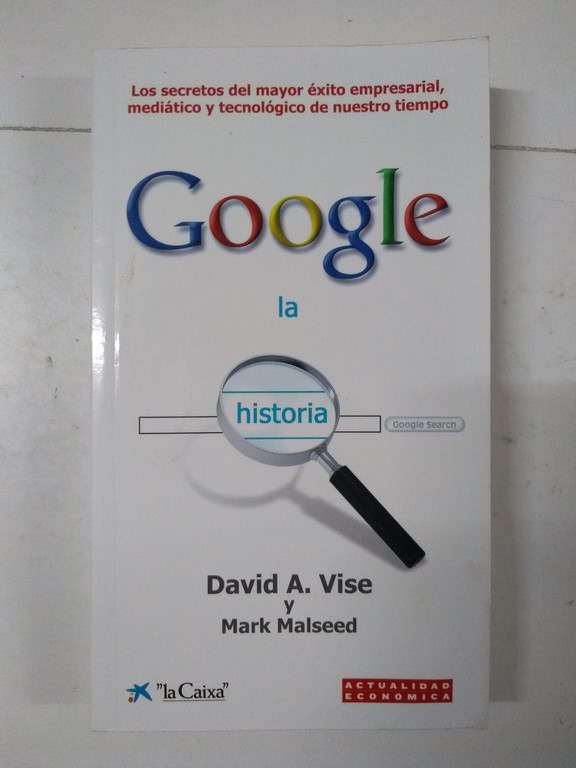 Los secretos del mayor éxito empresarial,
mediático y tecnológico de nuestro tiempo
Google
la
historia
Google Search
David A. Vise
y
Mark Malseed
"la Caixa"
ACTUALIDAD
ECONÓMICA